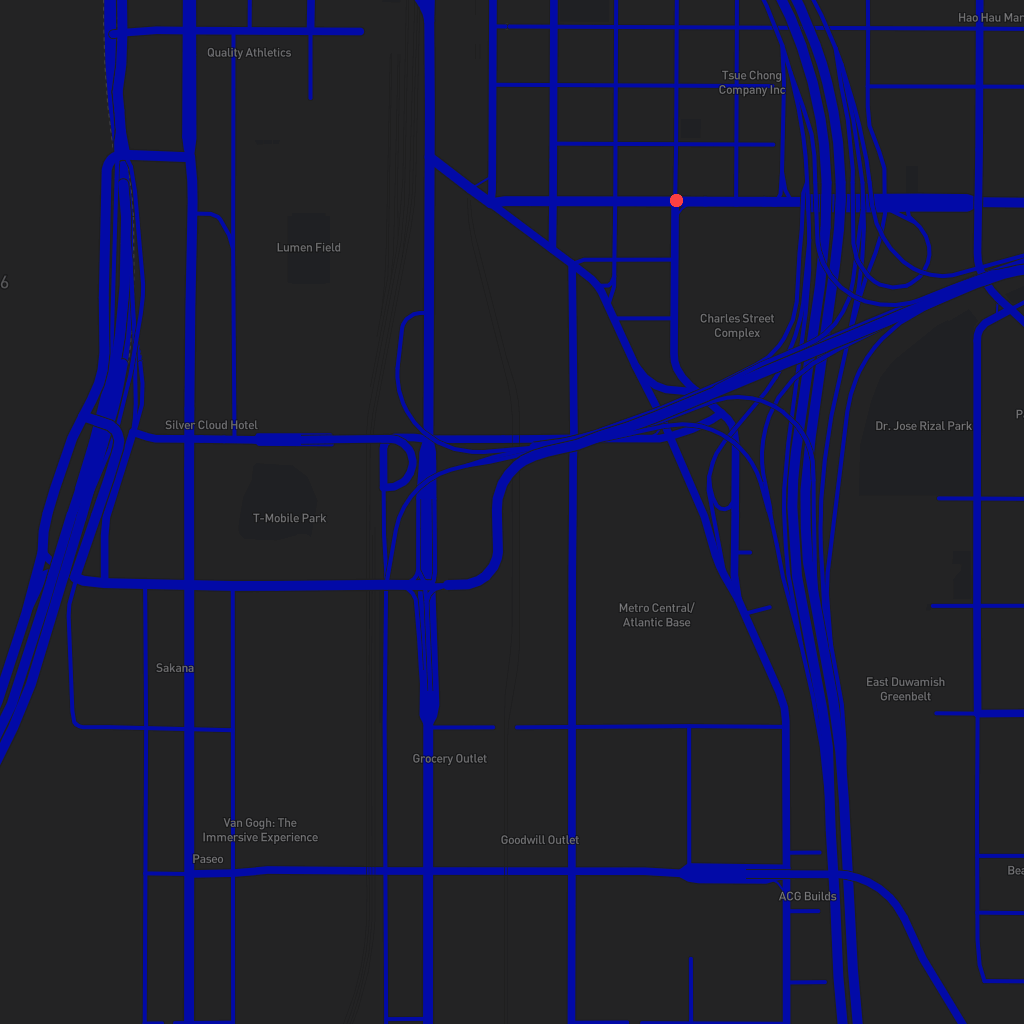 Hao Hau Mar
Quality Athletics
Tsue Chong
Company Inc
Lumen Field
6
Charles Street
Complex
Silver Cloud Hotel
Dr. Jose Rizal Park
P
T-Mobile Park
Metro Central/
Atlantic Base
Sakana
East Duwamish
Greenbelt
Grocery Outlet
Van Gogh: The
Immersive Experience
Goodwill Outlet
Paseo
Bea
ACG Builds